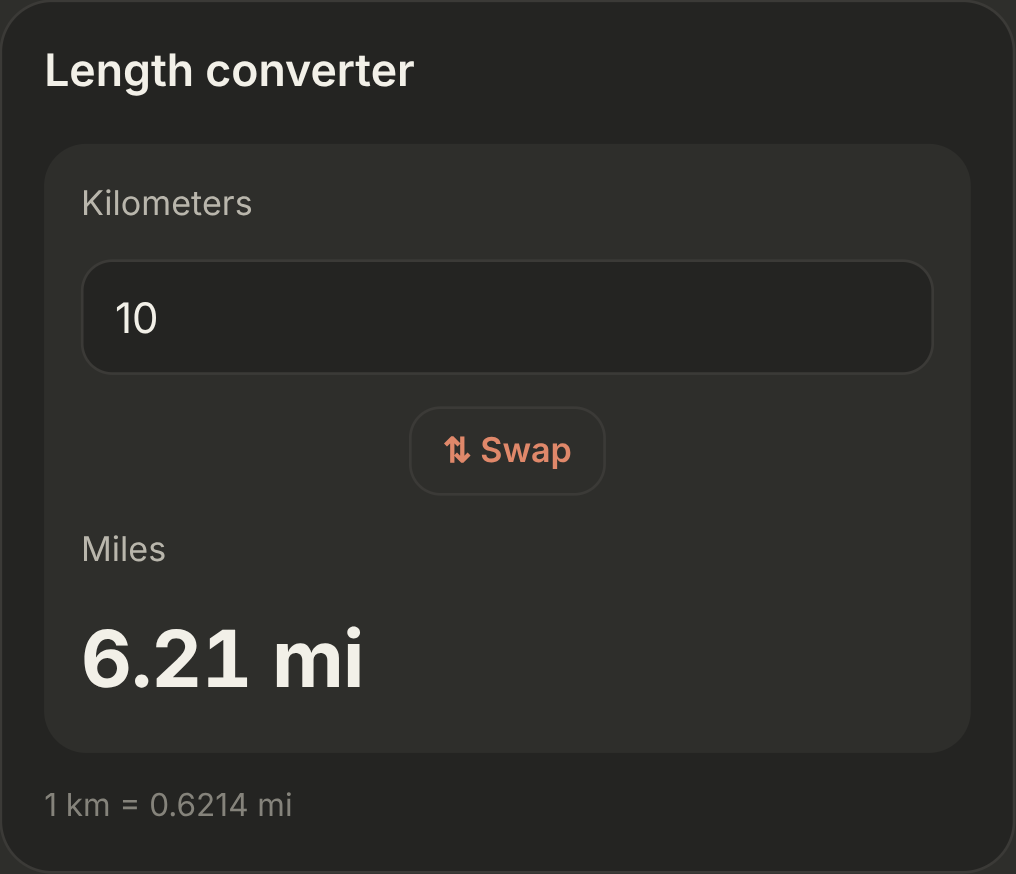 Length converter
Kilometers
10
⇅ Swap
Miles
6.21 mi
1 km = 0.6214 mi